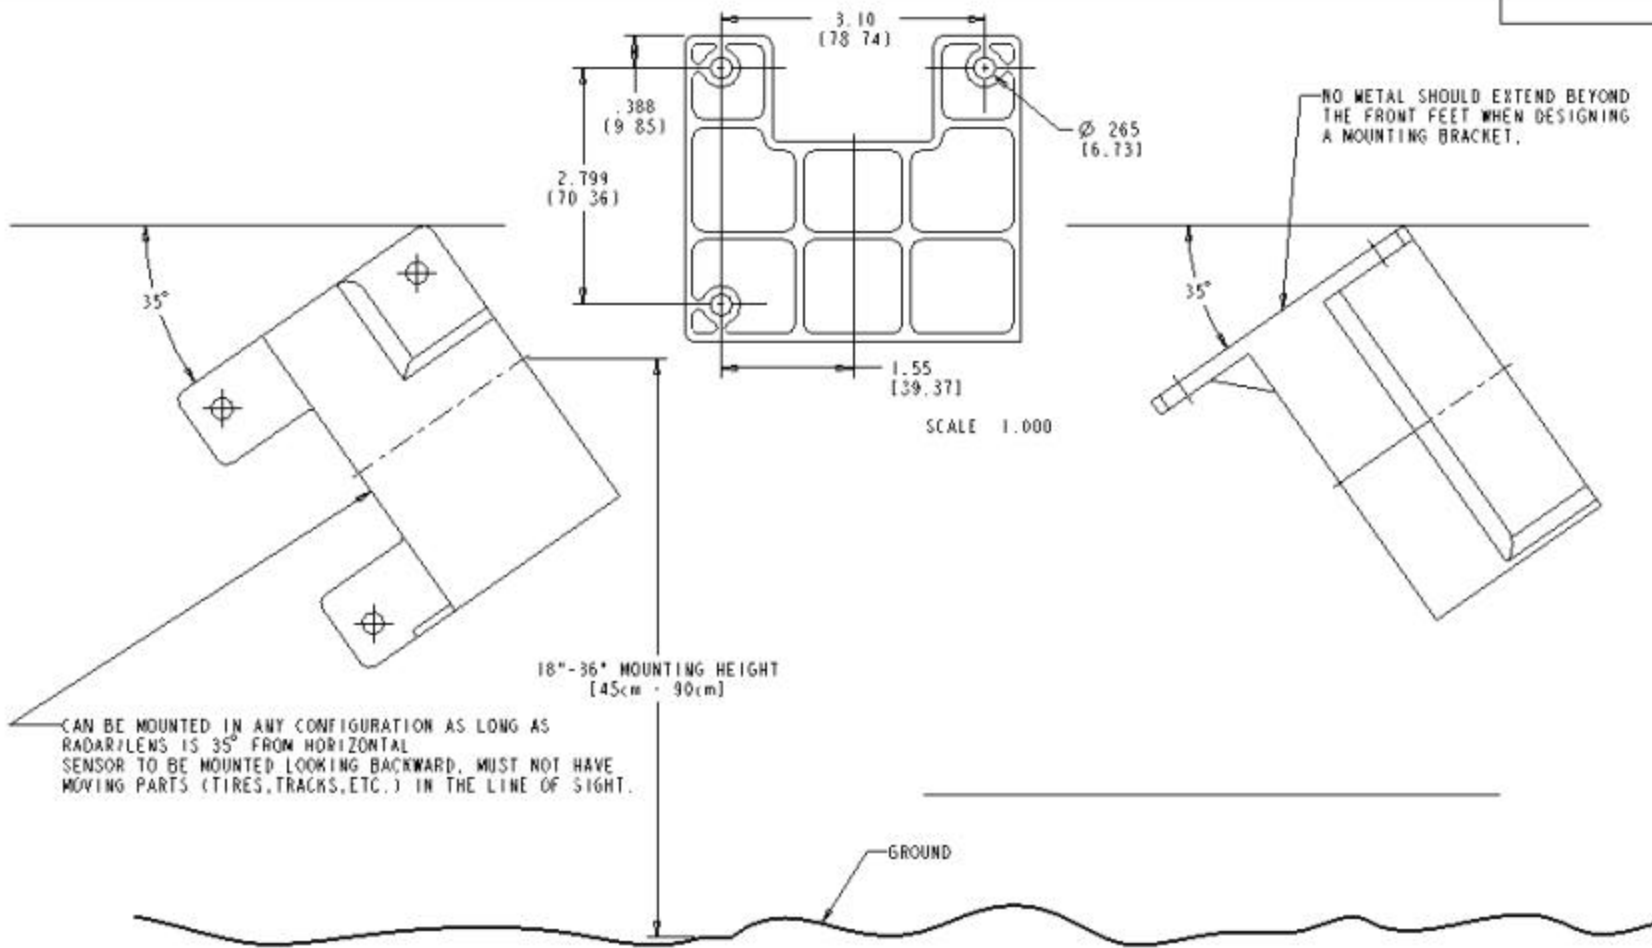 3.10
(78 74)
.388
(9 85)
Ø 265
[6.73]
NO METAL SHOULD EXTEND BEYOND
THE FRONT FEET WHEN DESIGNING
A MOUNTING BRACKET.
2.799
(70 36)
35°
35°
1.55
[39.37]
SCALE 1.000
18"-36" MOUNTING HEIGHT
[45cm - 90cm]
CAN BE MOUNTED IN ANY CONFIGURATION AS LONG AS
RADAR/LENS IS 35° FROM HORIZONTAL
SENSOR TO BE MOUNTED LOOKING BACKWARD, MUST NOT HAVE
MOVING PARTS (TIRES,TRACKS,ETC.) IN THE LINE OF SIGHT.
GROUND